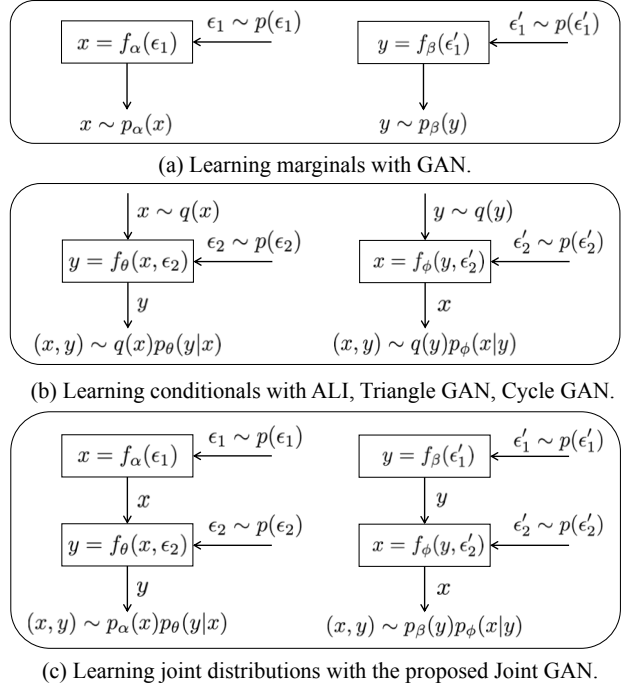 x = f_α(ϵ_1)
ϵ_1 ∼ p(ϵ_1)
y = f_β(ϵ'_1)
ϵ'_1 ∼ p(ϵ'_1)
x ∼ p_α(x)
y ∼ p_β(y)
(a) Learning marginals with GAN.
x ∼ q(x)
y ∼ q(y)
y = f_θ(x, ϵ_2)
ϵ_2 ∼ p(ϵ_2)
x = f_ϕ(y, ϵ'_2)
ϵ'_2 ∼ p(ϵ'_2)
y
x
(x, y) ∼ q(x)p_θ(y|x)
(x, y) ∼ q(y)p_ϕ(x|y)
(b) Learning conditionals with ALI, Triangle GAN, Cycle GAN.
x = f_α(ϵ_1)
ϵ_1 ∼ p(ϵ_1)
y = f_β(ϵ'_1)
ϵ'_1 ∼ p(ϵ'_1)
x
y
y = f_θ(x, ϵ_2)
ϵ_2 ∼ p(ϵ_2)
x = f_ϕ(y, ϵ'_2)
ϵ'_2 ∼ p(ϵ'_2)
y
x
(x, y) ∼ p_α(x)p_θ(y|x)
(x, y) ∼ p_β(y)p_ϕ(x|y)
(c) Learning joint distributions with the proposed Joint GAN.